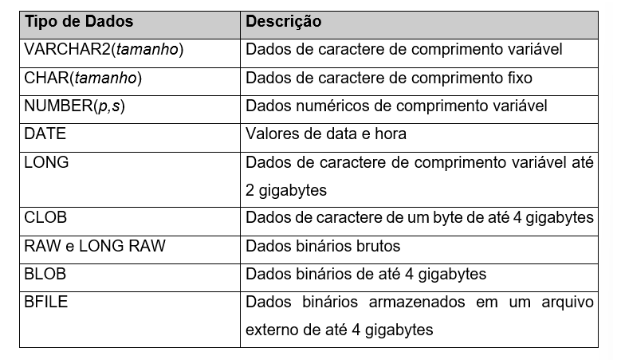 Tipo de Dados Descrição
VARCHAR2(tamanho) Dados de caractere de comprimento variável
CHAR(tamanho) Dados de caractere de comprimento fixo
NUMBER(p,s) Dados numéricos de comprimento variável
DATE Valores de data e hora
LONG Dados de caractere de comprimento variável até
2 gigabytes
CLOB Dados de caractere de um byte de até 4 gigabytes
RAW e LONG RAW Dados binários brutos
BLOB Dados binários de até 4 gigabytes
BFILE Dados binários armazenados em um arquivo
externo de até 4 gigabytes